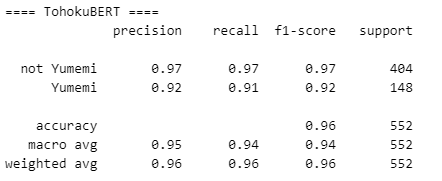 ==== TohokuBERT ====
precision recall f1-score support
not Yumemi 0.97 0.97 0.97 404
Yumemi 0.92 0.91 0.92 148
accuracy 0.96 552
macro avg 0.95 0.94 0.94 552
weighted avg 0.96 0.96 0.96 552